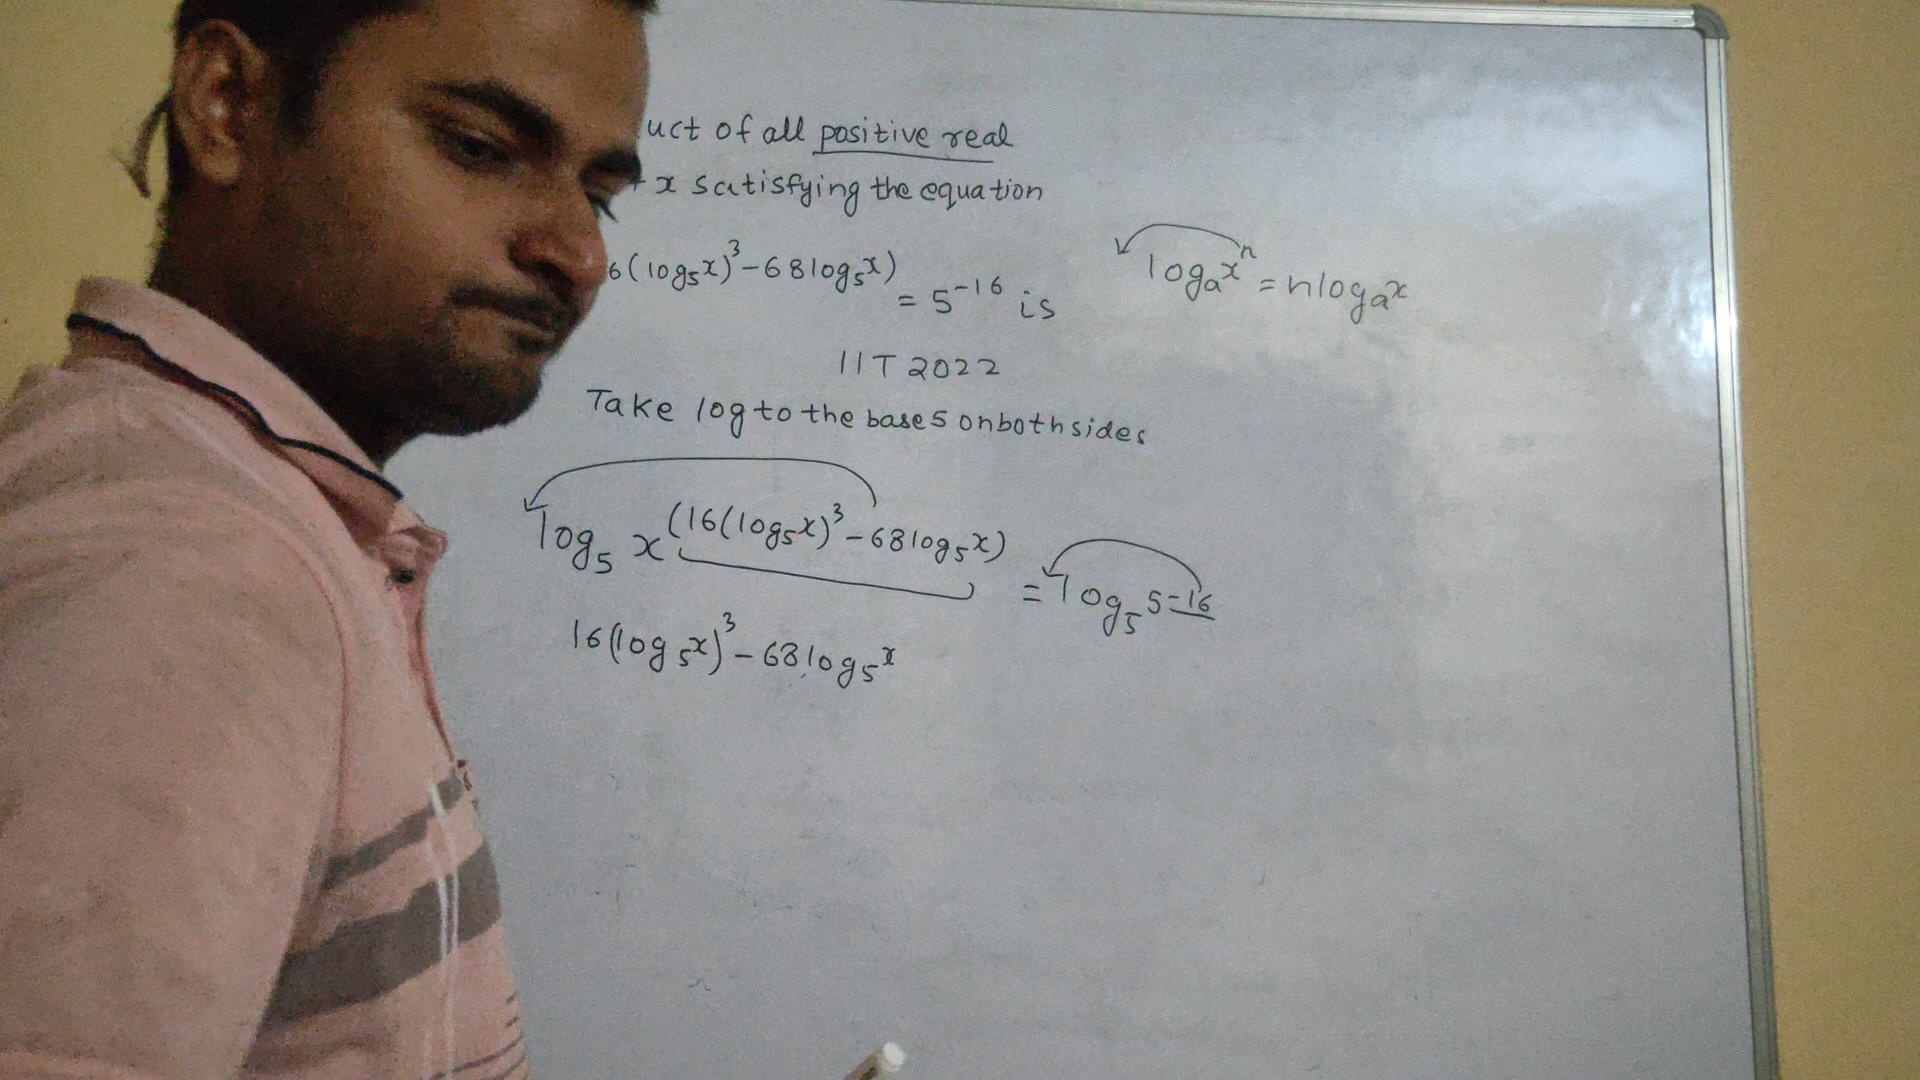 uct of all positive real
x satisfying the equation
6(log₅x)³-68log₅x)
= 5⁻¹⁶ is
logₐxⁿ = nlogₐx
IIT 2022
Take log to the base 5 on both sides
log₅ x^(16(log₅x)³-68log₅x) = log₅ 5⁻¹⁶
16(log₅x)³-68log₅x